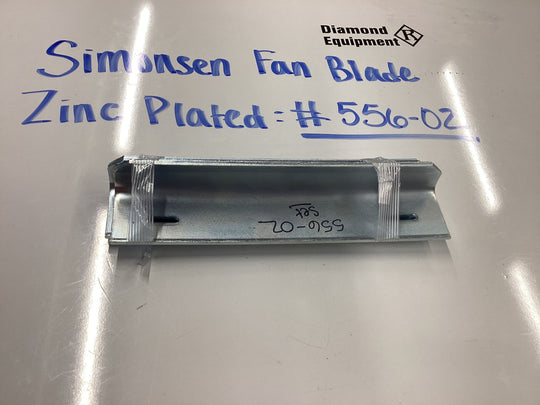 Diamond
Equipment R
Simonsen Fan Blade
Zinc Plated = # 556-02
556-02
Set